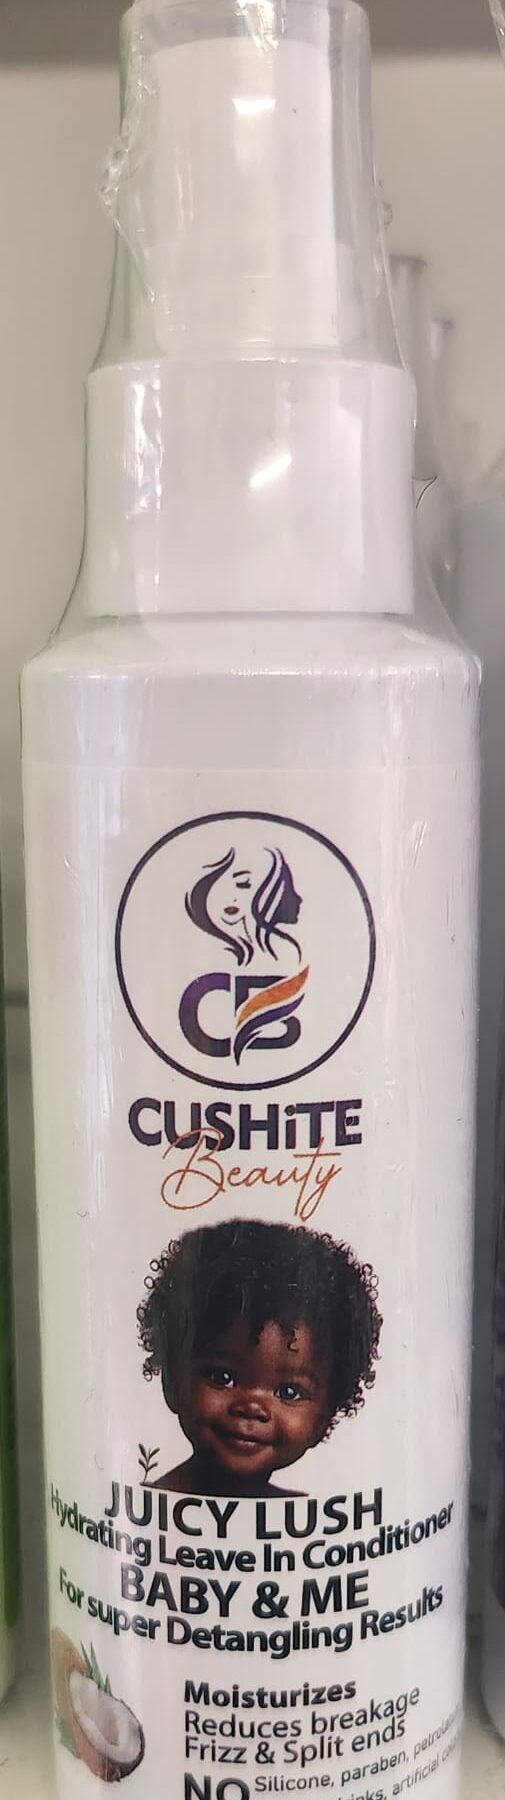 CB
CUSHiTE
Beauty
JUICY LUSH
Hydrating Leave In Conditioner
BABY & ME
For super Detangling Results
Moisturizes
Reduces breakage
Frizz & Split ends
NO Silicone, paraben,
artificial